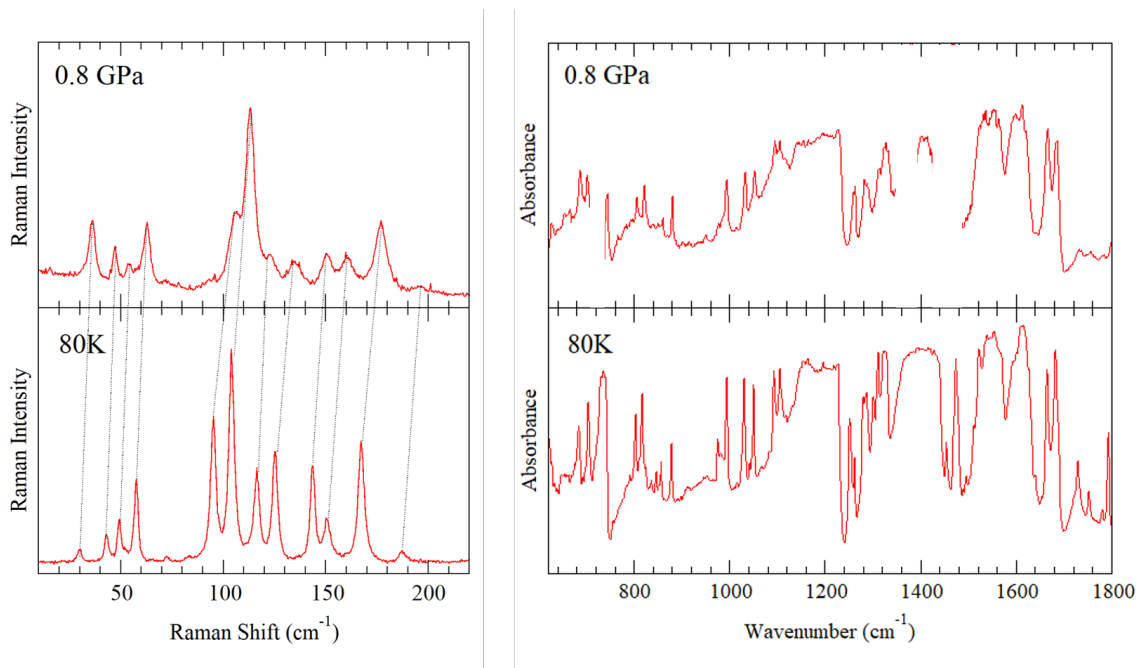 0.8 GPa
Raman Intensity
80K
Raman Intensity
50
100
150
200
Raman Shift (cm-1)
0.8 GPa
Absorbance
80K
Absorbance
800
1000
1200
1400
1600
1800
Wavenumber (cm-1)